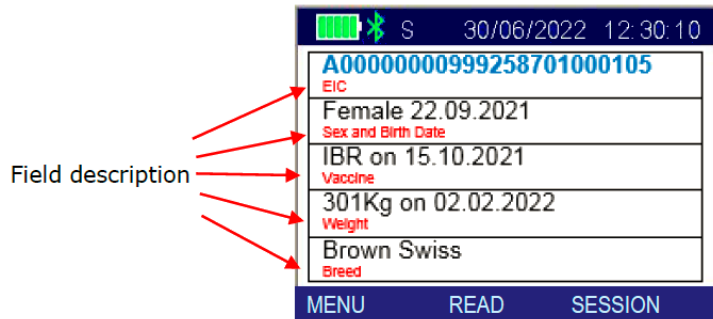 S 30/06/2022 12:30:10
A0000000999258701000105
EIC
Female 22.09.2021
Sex and Birth Date
IBR on 15.10.2021
Vaccine
Field description
301Kg on 02.02.2022
Weight
Brown Swiss
Breed
MENU READ SESSION